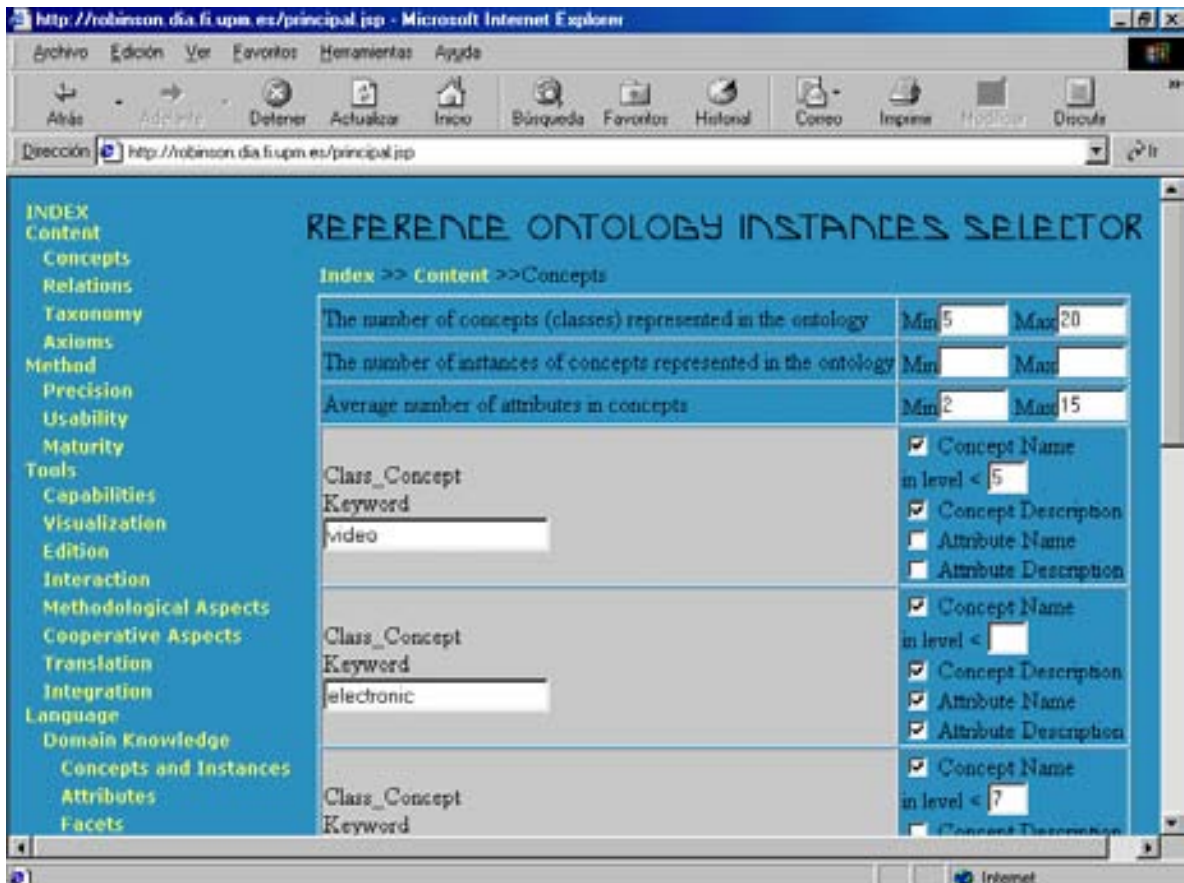 http://robinson.dia.fi.upm.es/principal.jsp - Microsoft Internet Explorer
Archivo Edición Ver Favoritos Herramientas Ayuda
Atrás Adelante Detener Actualizar Inicio Búsqueda Favoritos Historial Correo Imprimir Modificar Discutir
Dirección http://robinson.dia.fi.upm.es/principal.jsp Ir
INDEX
Content
Concepts
Relations
Taxonomy
Axioms
Method
Precision
Usability
Maturity
Tools
Capabilities
Visualization
Edition
Interaction
Methodological Aspects
Cooperative Aspects
Translation
Integration
Language
Domain Knowledge
Concepts and Instances
Attributes
Facets
REFERENCE ONTOLOGY INSTANCES SELECTOR
Index >> Content >>Concepts
The number of concepts (classes) represented in the ontology Min 5 Max 20
The number of instances of concepts represented in the ontology Min Max
Average number of attributes in concepts Min 2 Max 15
Class_Concept
Keyword
video
Concept Name
in level < 5
Concept Description
Attribute Name
Attribute Description
Class_Concept
Keyword
electronic
Concept Name
in level <
Concept Description
Attribute Name
Attribute Description
Class_Concept
Keyword
Concept Name
in level < 7
Concept Description
Internet